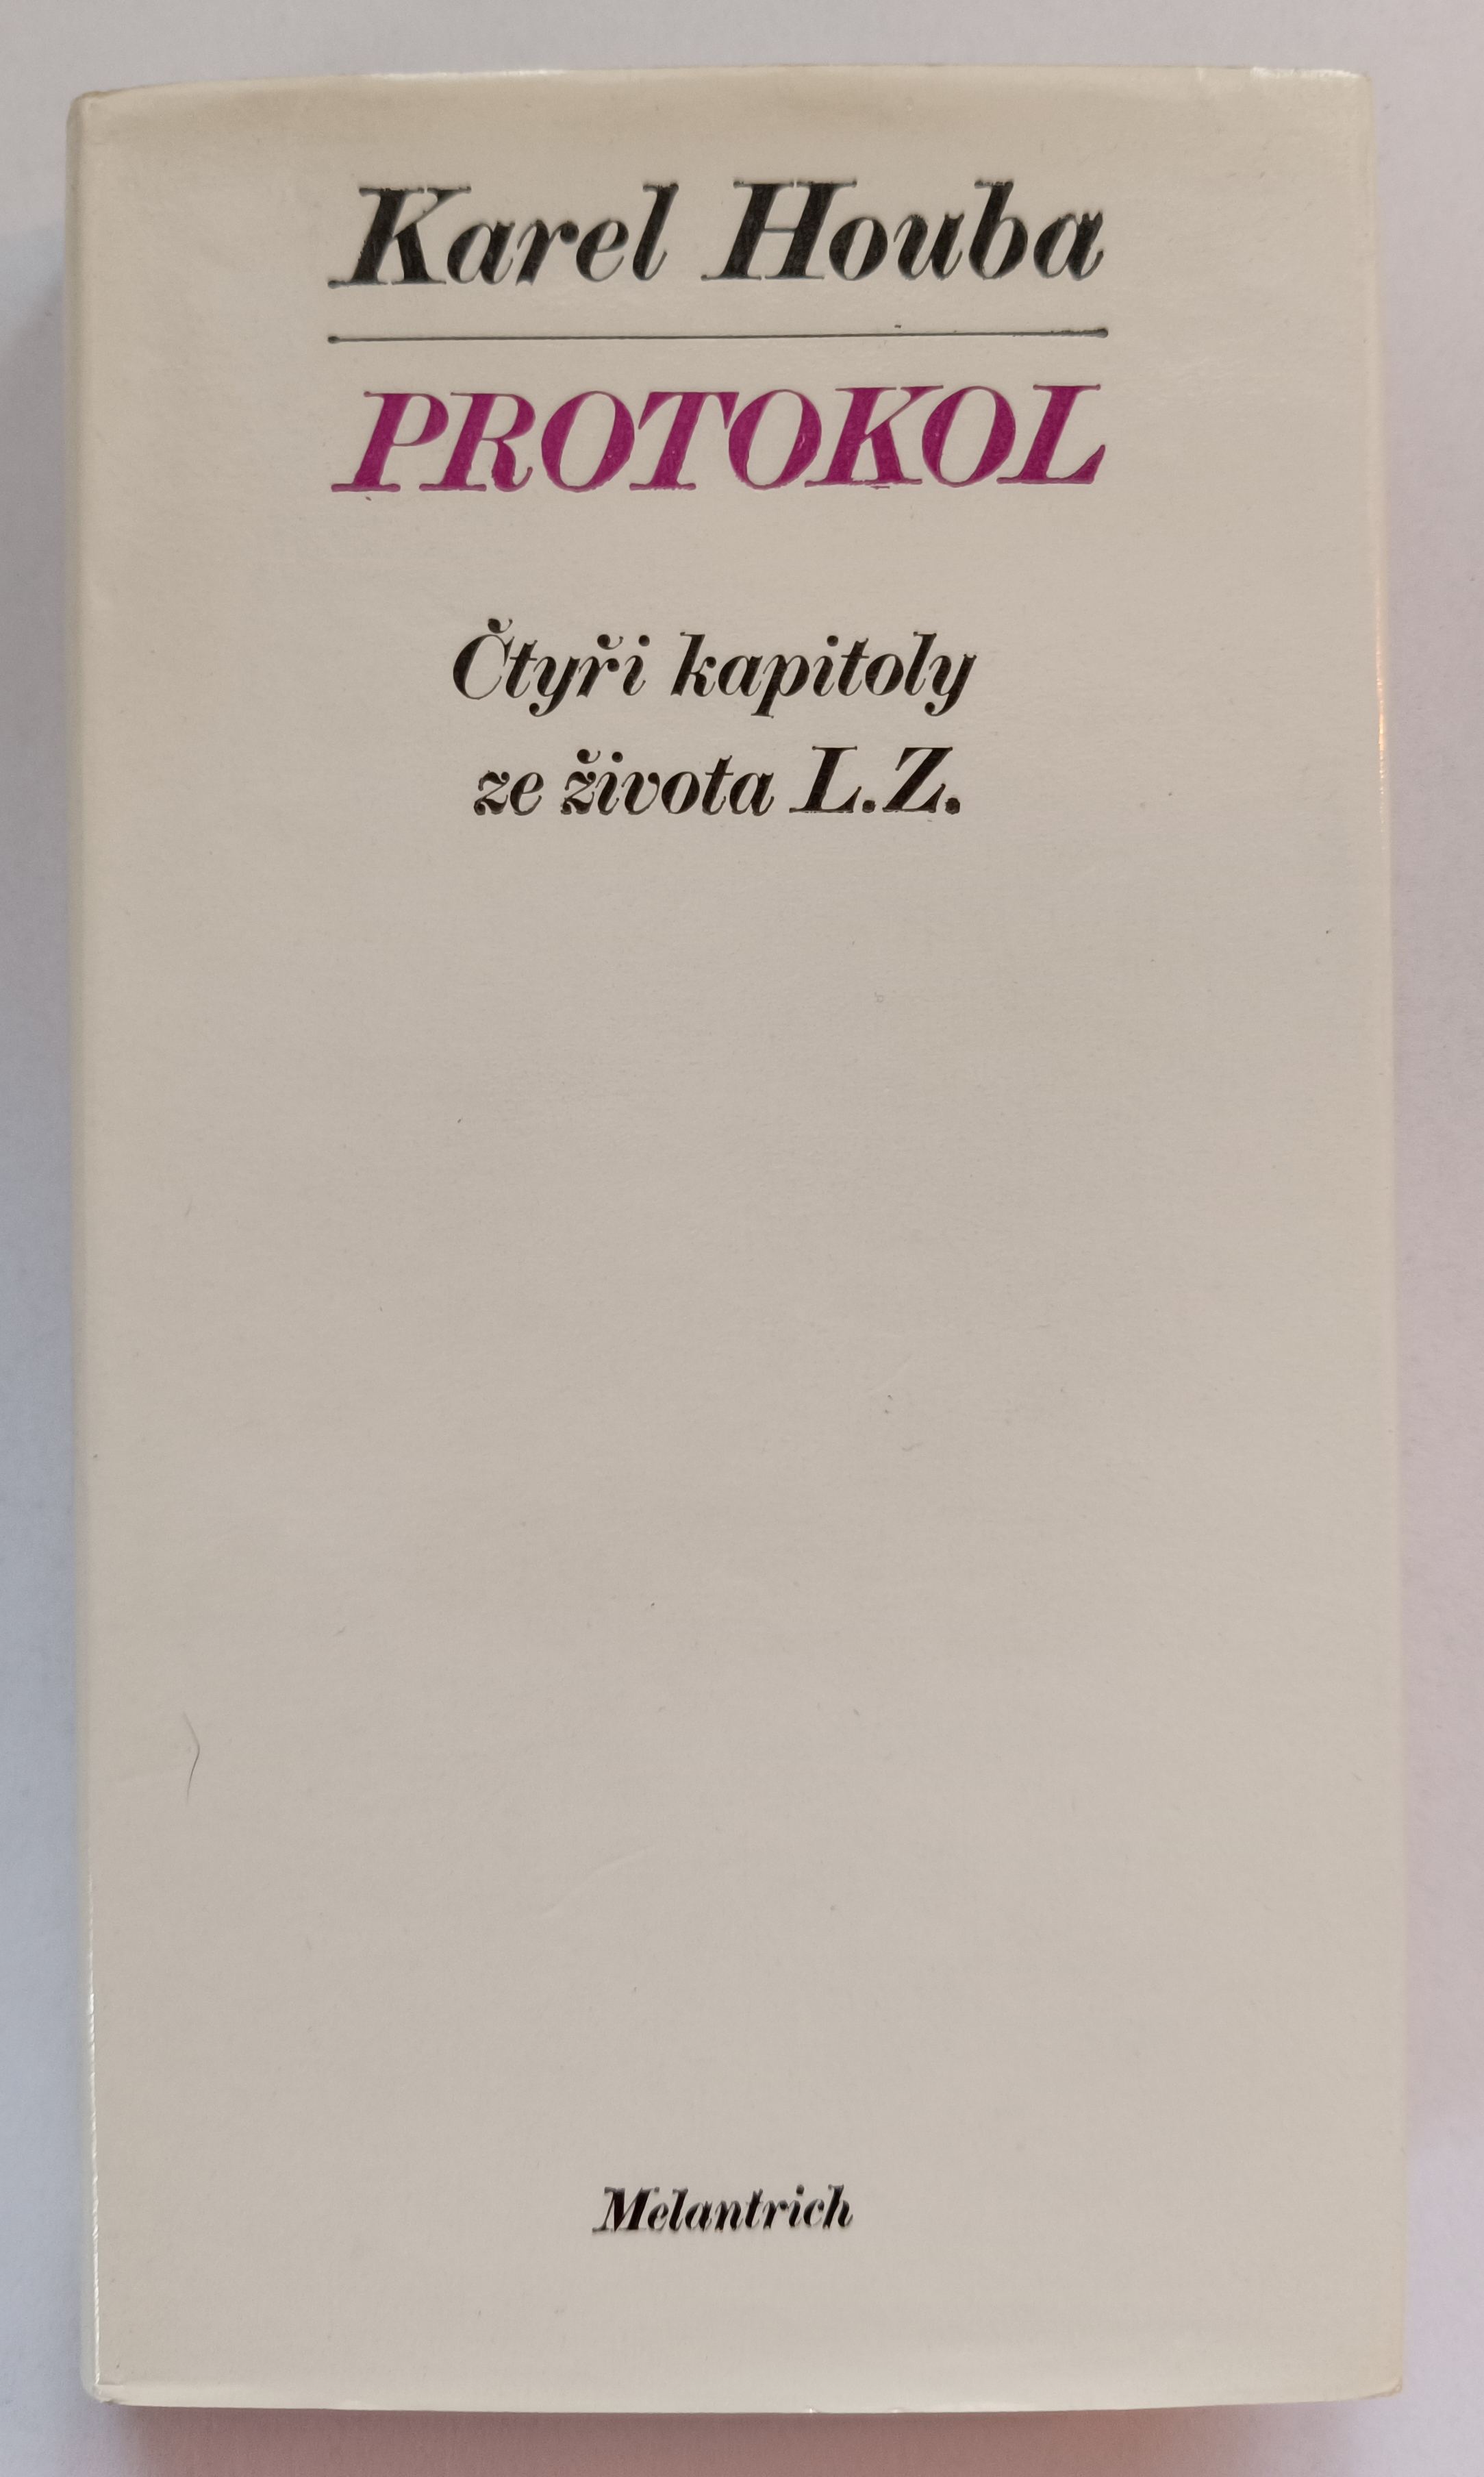 Karel Houba
PROTOKOL
Čtyři kapitoly
ze života L.Z.
Melantrich